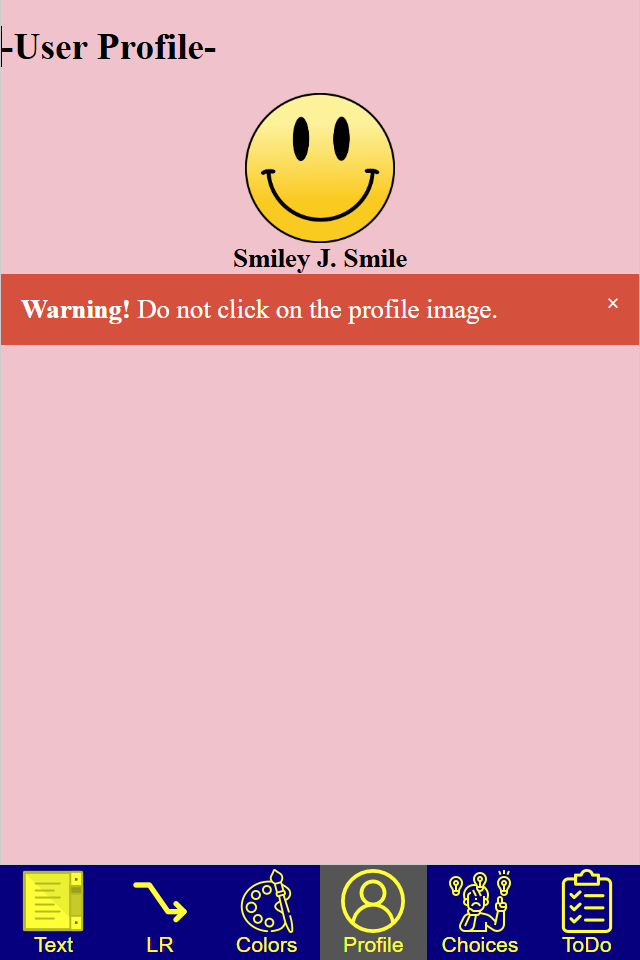 -User Profile-
Smiley J. Smile
Warning! Do not click on the profile image. ×
Text LR Colors Profile Choices ToDo